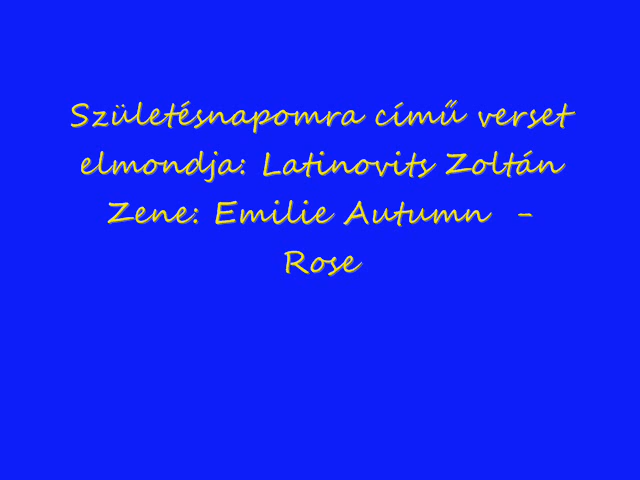 Születésnapomra című verset
elmondja: Latinovits Zoltán
Zene: Emilie Autumn -
Rose